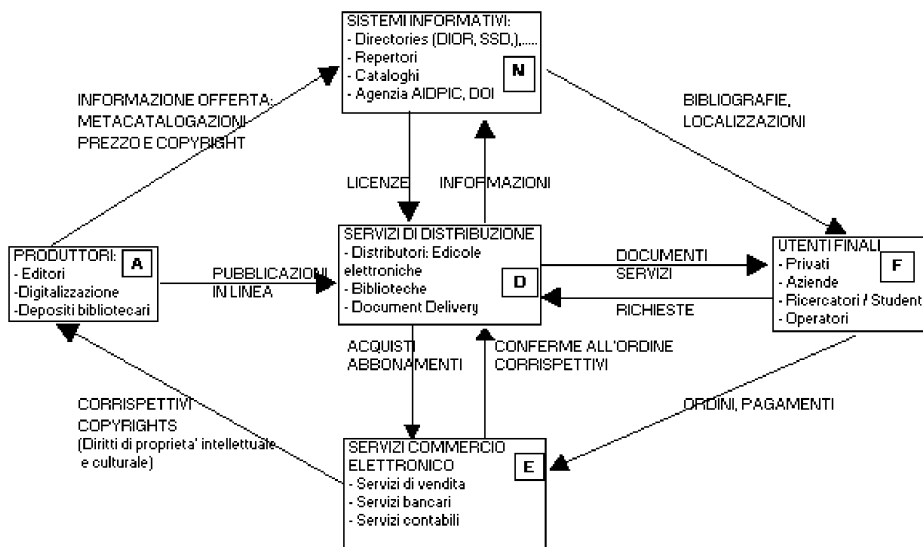 SISTEMI INFORMATIVI:
- Directories (DIOR, SSD,),.....
- Repertori
- Cataloghi
- Agenzia AIDPIC, DOI
N
INFORMAZIONE OFFERTA:
METACATALOGAZIONI
PREZZO E COPYRIGHT
BIBLIOGRAFIE,
LOCALIZZAZIONI
LICENZE
INFORMAZIONI
PRODUTTORI:
A
- Editori
-Digitalizzazione
-Depositi bibliotecari
PUBBLICAZIONI
IN LINEA
SERVIZI DI DISTRIBUZIONE
- Distributori: Edicole
elettroniche
- Biblioteche
- Document Delivery
D
DOCUMENTI
SERVIZI
RICHIESTE
UTENTI FINALI
- Privati
- Aziende
- Ricercatori / Student
- Operatori
F
ACQUISTI
ABBONAMENTI
CONFERME ALL'ORDINE
CORRISPETTIVI
CORRISPETTIVI
COPYRIGHTS
(Diritti di proprieta' intellettuale
e culturale)
ORDINI, PAGAMENTI
SERVIZI COMMERCIO
ELETTRONICO
- Servizi di vendita
- Servizi bancari
- Servizi contabili
E